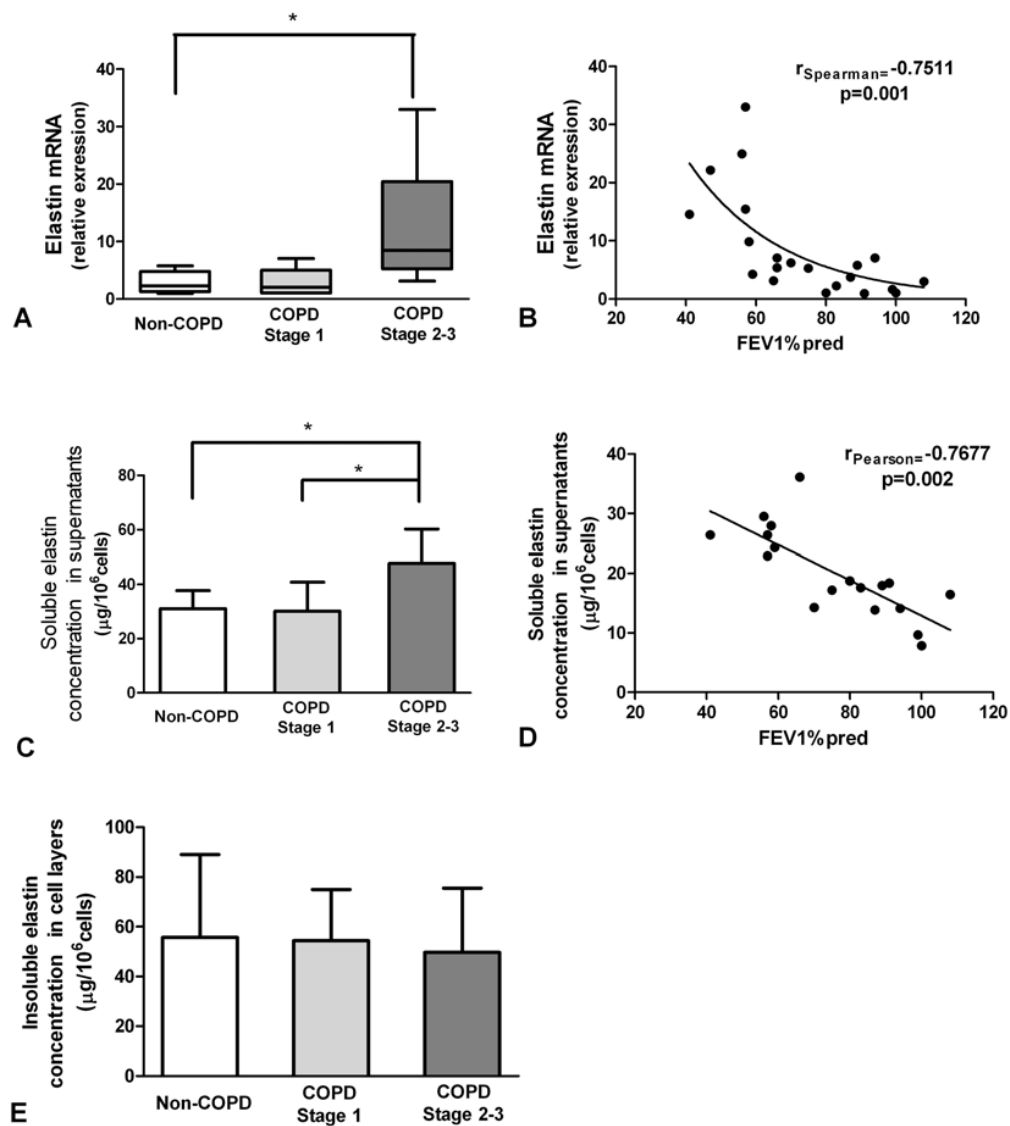 *
40
30
20
10
0
Elastin mRNA
(relative exression)
Non-COPD
COPD
Stage 1
COPD
Stage 2-3
A
rSpearman=-0.7511
p=0.001
40
30
20
10
0
Elastin mRNA
(relative exression)
20
40
60
80
100
120
FEV1%pred
B
*
*
80
60
40
20
0
Soluble elastin
concentration in supernatants
(µg/10⁶cells)
Non-COPD
COPD
Stage 1
COPD
Stage 2-3
C
rPearson=-0.7677
p=0.002
40
30
20
10
0
Soluble elastin
concentration in supernatants
(µg/10⁶cells)
20
40
60
80
100
120
FEV1%pred
D
100
80
60
40
20
0
Insoluble elastin
concentration in cell layers
(µg/10⁶cells)
Non-COPD
COPD
Stage 1
COPD
Stage 2-3
E